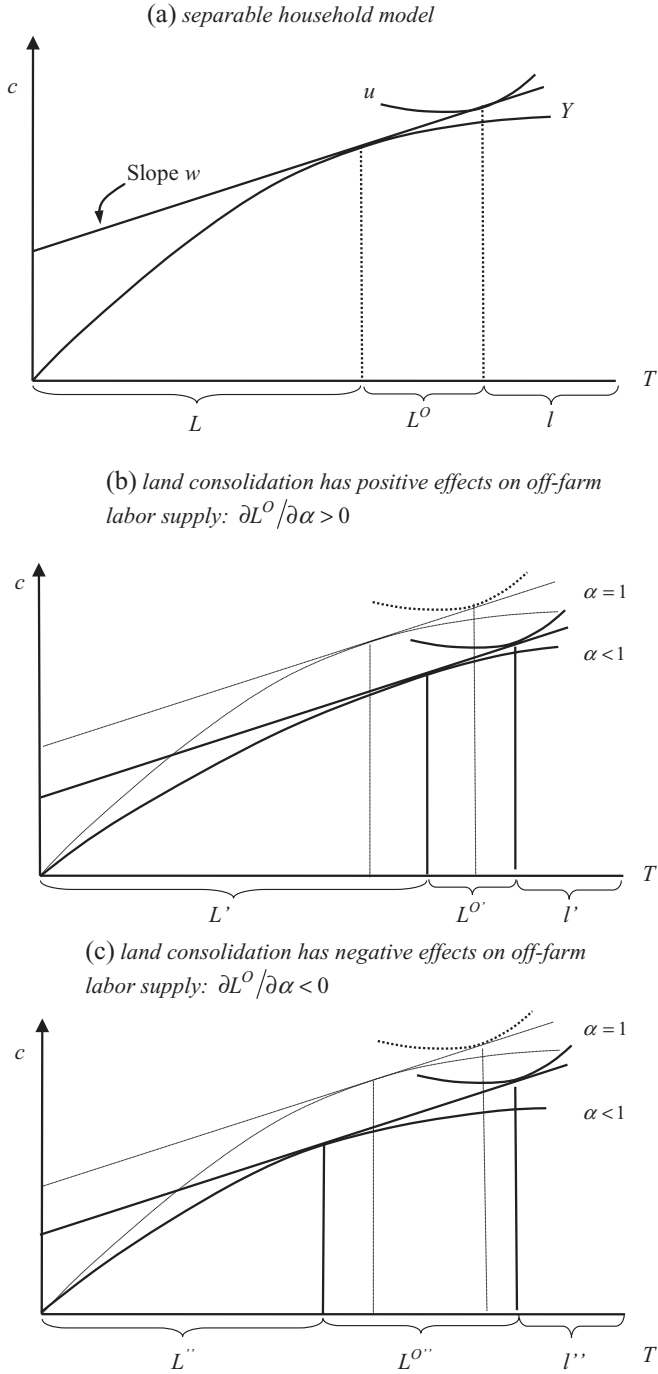 (a) separable household model
c
u
Y
Slope w
T
L
L^O
l
(b) land consolidation has positive effects on off-farm
labor supply: ∂L^O/∂α > 0
c
α = 1
α < 1
T
L'
L^O'
l'
(c) land consolidation has negative effects on off-farm
labor supply: ∂L^O/∂α < 0
c
α = 1
α < 1
L''
L^O''
l''
T